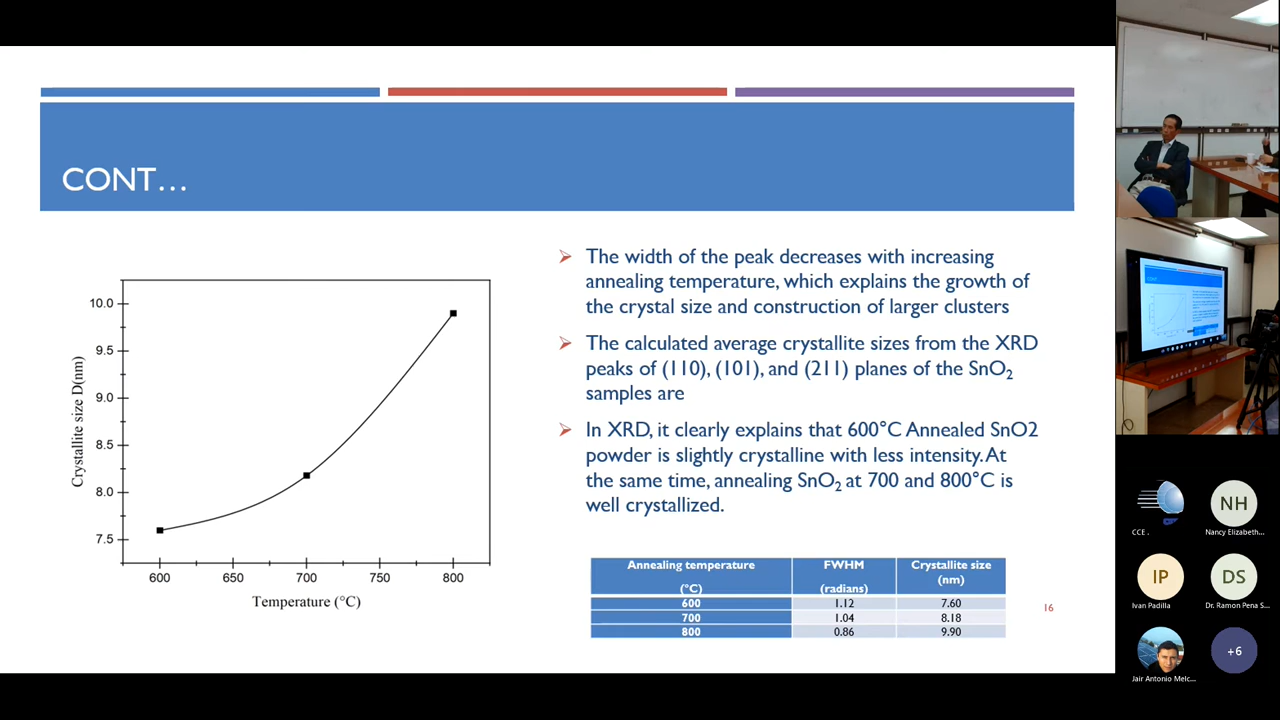 CONT…
The width of the peak decreases with increasing
annealing temperature, which explains the growth of
the crystal size and construction of larger clusters
The calculated average crystallite sizes from the XRD
peaks of (110), (101), and (211) planes of the SnO₂
samples are
In XRD, it clearly explains that 600°C Annealed SnO2
powder is slightly crystalline with less intensity. At
the same time, annealing SnO₂ at 700 and 800°C is
well crystallized.
Crystallite size D(nm)
10.0
9.5
9.0
8.5
8.0
7.5
600 650 700 750 800
Temperature (°C)
Annealing temperature (°C) FWHM (radians) Crystallite size (nm)
600 1.12 7.60
700 1.04 8.18
800 0.86 9.90
16
CCE .
NH
Nancy Elizabeth...
IP
Ivan Padilla
DS
Dr. Ramon Pena S...
Jair Antonio Melc...
+6